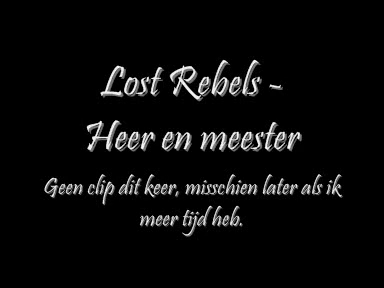 Lost Rebels -
Heer en meester
Geen clip dit keer, misschien later als ik
meer tijd heb.